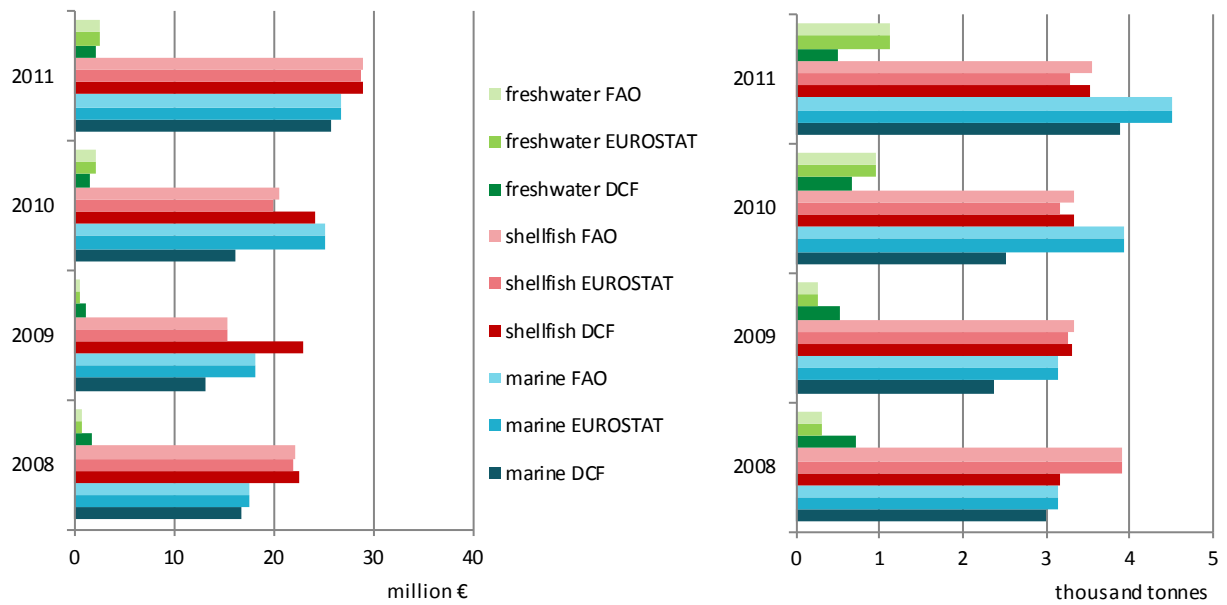 2011
2010
2009
2008
0 10 20 30 40
million €
freshwater FAO
freshwater EUROSTAT
freshwater DCF
shellfish FAO
shellfish EUROSTAT
shellfish DCF
marine FAO
marine EUROSTAT
marine DCF
2011
2010
2009
2008
0 1 2 3 4 5
thousand tonnes